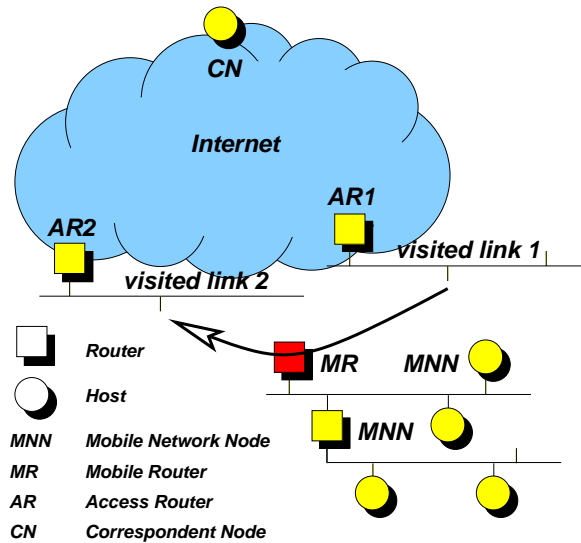 CN
Internet
AR1
AR2
visited link 1
visited link 2
Router
MR
MNN
Host
MNN
MNN Mobile Network Node
MR Mobile Router
AR Access Router
CN Correspondent Node